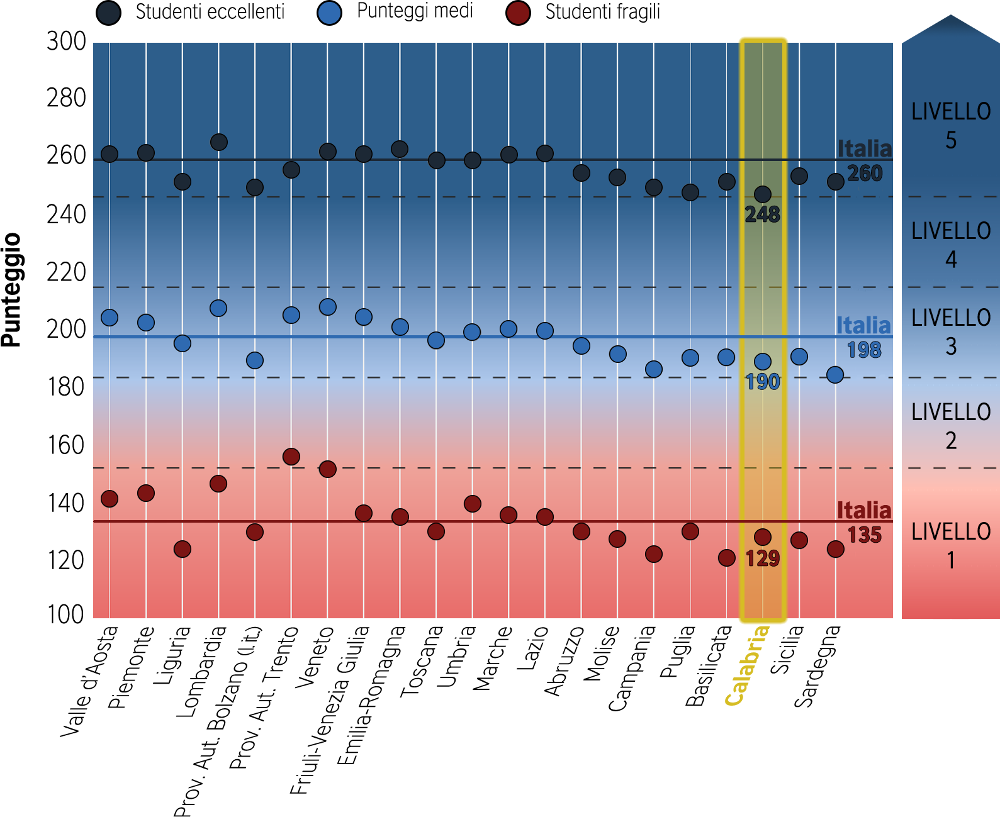 Studenti eccellenti Punteggi medi Studenti fragili
300
280
260
240
220
200
180
160
140
120
100
Punteggio
Italia
260
248
Italia
198
190
Italia
135
129
LIVELLO
5
LIVELLO
4
LIVELLO
3
LIVELLO
2
LIVELLO
1
Valle d'Aosta
Piemonte
Liguria
Lombardia
Prov. Aut. Bolzano (l.it.)
Prov. Aut. Trento
Veneto
Friuli-Venezia Giulia
Emilia-Romagna
Toscana
Umbria
Marche
Lazio
Abruzzo
Molise
Campania
Puglia
Basilicata
Calabria
Sicilia
Sardegna